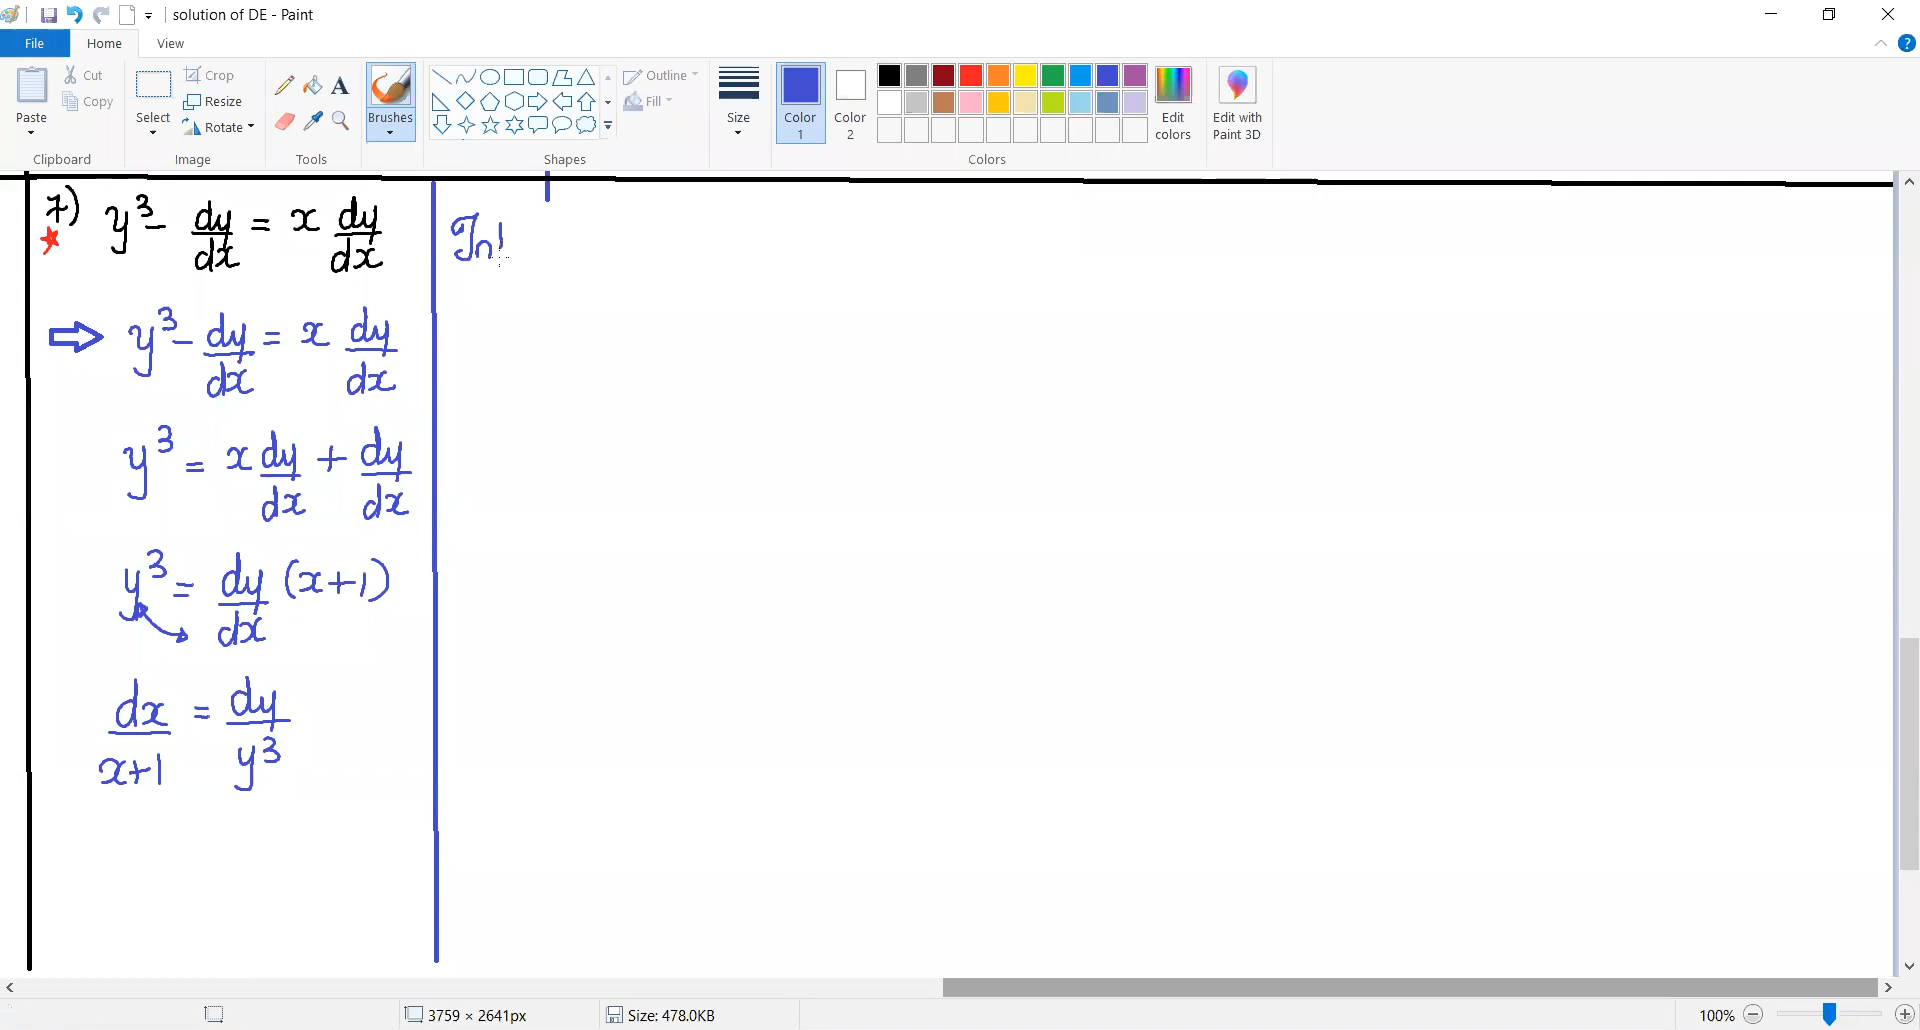 solution of DE - Paint
File Home View
Paste Cut Copy Clipboard
Select Crop Resize Rotate Image
Tools
Brushes
Outline Fill Shapes
Size
Color 1 Color 2 Edit colors Colors
Edit with Paint 3D
7) y³ - dy/dx = x dy/dx
⇒ y³ - dy/dx = x dy/dx
y³ = x dy/dx + dy/dx
y³ = dy/dx (x+1)
dx/x+1 = dy/y³
3759 × 2641px Size: 478.0KB 100%